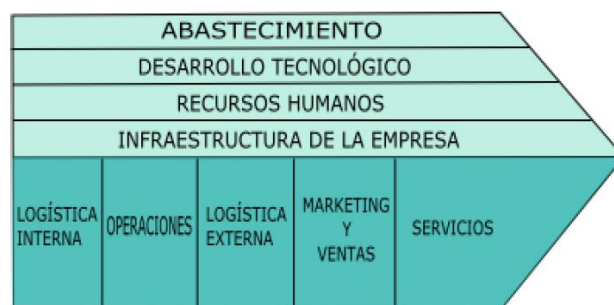 ABASTECIMIENTO
DESARROLLO TECNOLÓGICO
RECURSOS HUMANOS
INFRAESTRUCTURA DE LA EMPRESA
LOGÍSTICA
INTERNA
OPERACIONES
LOGÍSTICA
EXTERNA
MARKETING
Y
VENTAS
SERVICIOS